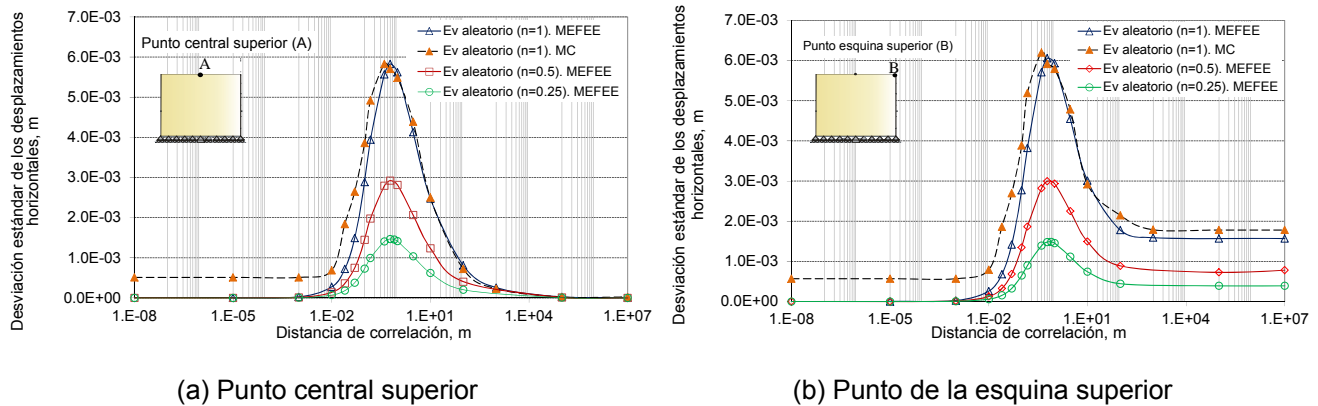 Desviación estándar de los desplazamientos
horizontales, m
7.0E-03
6.0E-03
5.0E-03
4.0E-03
3.0E-03
2.0E-03
1.0E-03
0.0E+00
1.E-08
1.E-05
1.E-02
1.E+01
1.E+04
1.E+07
Distancia de correlación, m
Punto central superior (A)
A
Ev aleatorio (n=1). MEFEE
Ev aleatorio (n=1). MC
Ev aleatorio (n=0.5). MEFEE
Ev aleatorio (n=0.25). MEFEE
(a) Punto central superior
Desviación estándar de los desplazamientos
horizontales, m
7.0E-03
6.0E-03
5.0E-03
4.0E-03
3.0E-03
2.0E-03
1.0E-03
0.0E+00
1.E-08
1.E-05
1.E-02
1.E+01
1.E+04
1.E+07
Distancia de correlación, m
Punto esquina superior (B)
B
Ev aleatorio (n=1). MEFEE
Ev aleatorio (n=1). MC
Ev aleatorio (n=0.5). MEFEE
Ev aleatorio (n=0.25). MEFEE
(b) Punto de la esquina superior